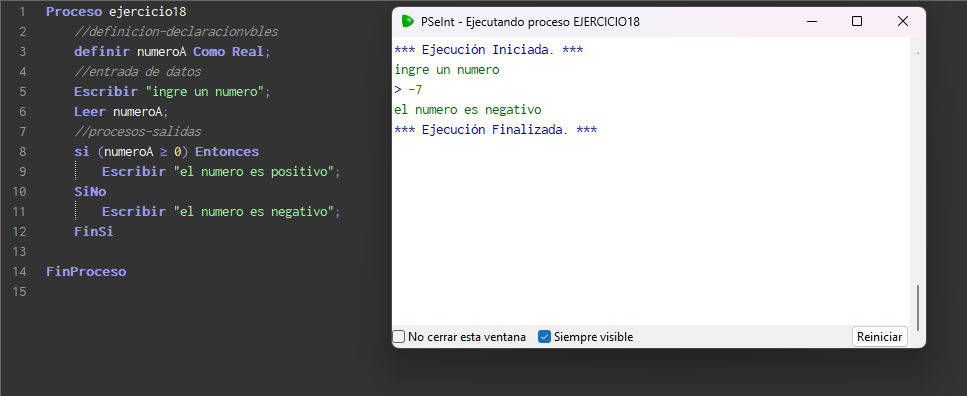 1 Proceso ejercicio18
2 //definicion-declaracionvbles
3 definir numeroA Como Real;
4 //entrada de datos
5 Escribir "ingre un numero";
6 Leer numeroA;
7 //procesos-salidas
8 si (numeroA ≥ 0) Entonces
9 Escribir "el numero es positivo";
10 SiNo
11 Escribir "el numero es negativo";
12 FinSi
13
14 FinProceso
15
PSeInt - Ejecutando proceso EJERCICIO18
*** Ejecución Iniciada. ***
ingre un numero
> -7
el numero es negativo
*** Ejecución Finalizada. ***
No cerrar esta ventana Siempre visible Reiniciar